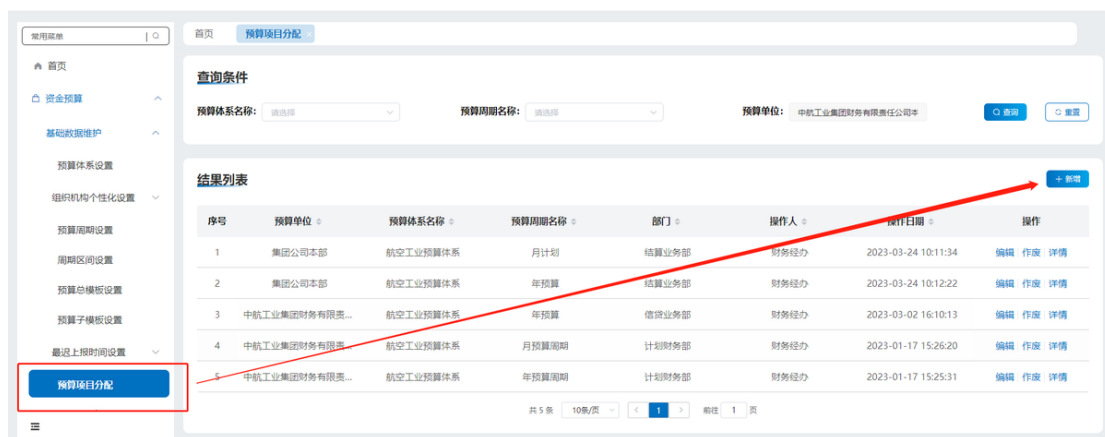 常用菜单
首页 预算项目分配 ×
首页
资金预算
基础数据维护
预算体系设置
组织机构个性化设置
预算周期设置
周期区间设置
预算总模板设置
预算子模板设置
最迟上报时间设置
预算项目分配
查询条件
预算体系名称： 请选择 预算周期名称： 请选择 预算单位： 中航工业集团财务有限责任公司本 查询 重置
结果列表
+ 新增
序号 预算单位 预算体系名称 预算周期名称 部门 操作人 操作日期 操作
1 集团公司本部 航空工业预算体系 月计划 结算业务部 财务经办 2023-03-24 10:11:34 编辑 作废 详情
2 集团公司本部 航空工业预算体系 年预算 结算业务部 财务经办 2023-03-24 10:12:22 编辑 作废 详情
3 中航工业集团财务有限责... 航空工业预算体系 年预算 信贷业务部 财务经办 2023-03-02 16:10:13 编辑 作废 详情
4 中航工业集团财务有限责... 航空工业预算体系 月预算周期 计划财务部 财务经办 2023-01-17 15:26:20 编辑 作废 详情
5 中航工业集团财务有限责... 航空工业预算体系 年预算周期 计划财务部 财务经办 2023-01-17 15:25:31 编辑 作废 详情
共 5 条 10条/页 < 1 > 前往 1 页